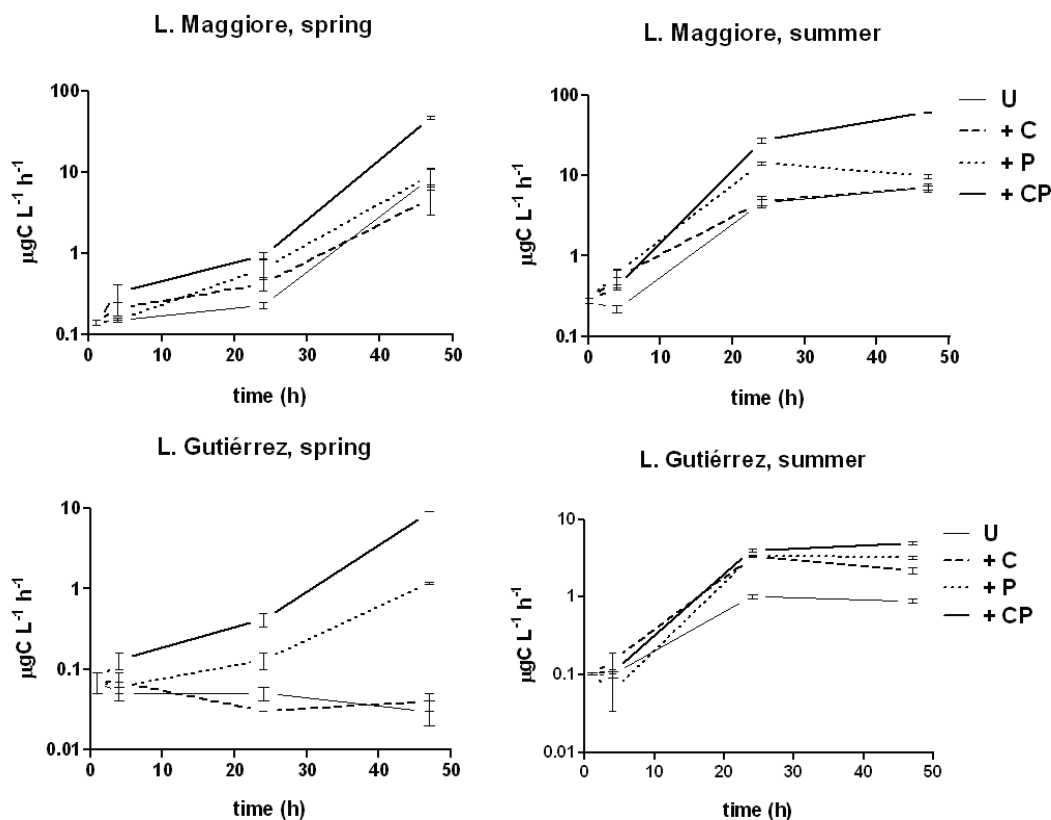 L. Maggiore, spring
100
10
1
0.1
µgC L⁻¹ h⁻¹
0 10 20 30 40 50
time (h)
L. Maggiore, summer
100
10
1
0.1
µgC L⁻¹ h⁻¹
0 10 20 30 40 50
time (h)
U
+ C
+ P
+ CP
L. Gutiérrez, spring
10
1
0.1
0.01
µgC L⁻¹ h⁻¹
0 10 20 30 40 50
time (h)
L. Gutiérrez, summer
10
1
0.1
0.01
µgC L⁻¹ h⁻¹
0 10 20 30 40 50
time (h)
U
+ C
+ P
+ CP